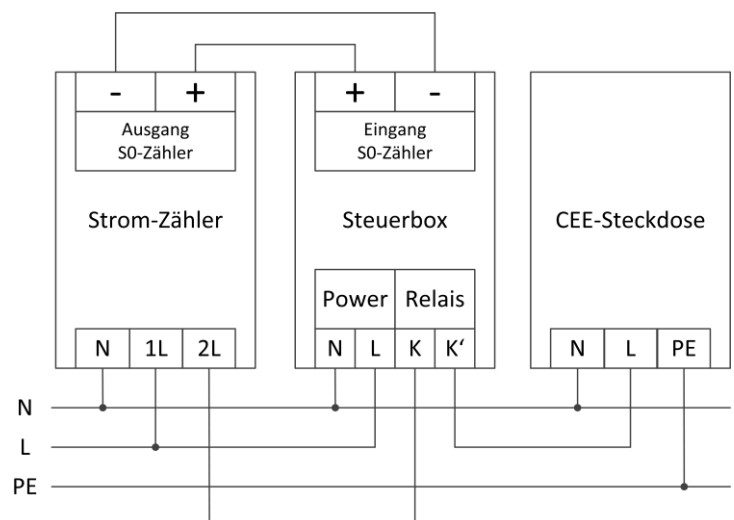 - +
Ausgang
S0-Zähler
Strom-Zähler
N 1L 2L
+ -
Eingang
S0-Zähler
Steuerbox
Power Relais
N L K K‘
CEE-Steckdose
N L PE
N
L
PE